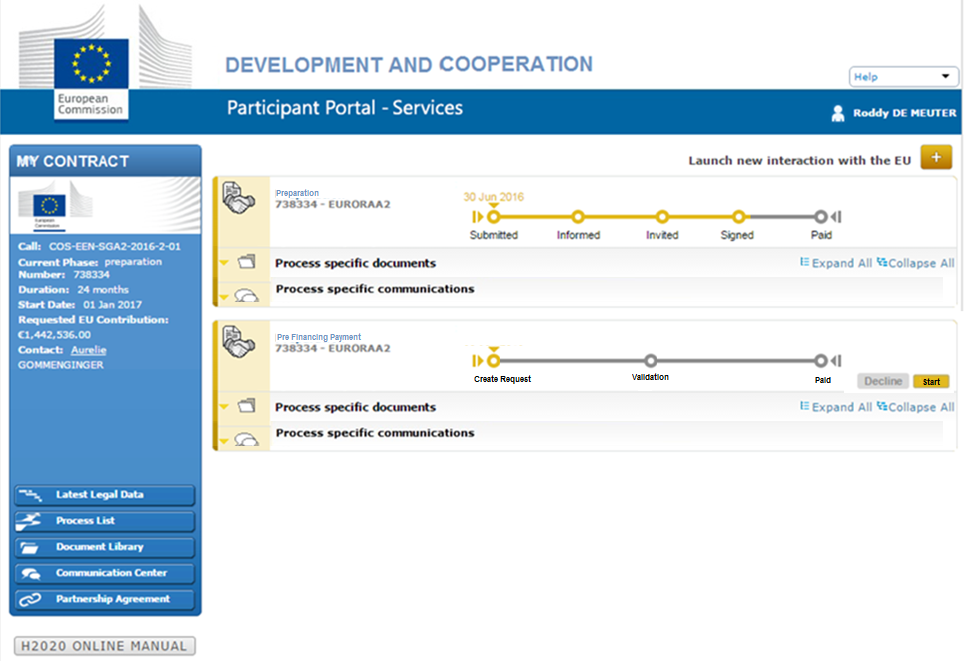 DEVELOPMENT AND COOPERATION
Help
European
Commission
Participant Portal - Services
Roddy DE MEUTER
MY CONTRACT
Launch new interaction with the EU
+
European
Commission
Call: COS-EEN-SGA2-2016-2-01
Current Phase: preparation
Number: 738334
Duration: 24 months
Start Date: 01 Jan 2017
Requested EU Contribution:
€1,442,536.00
Contact: Aurelie
GOMMENGINGER
Latest Legal Data
Process List
Document Library
Communication Center
Partnership Agreement
H2020 ONLINE MANUAL
Preparation
738334 - EURORAA2
30 Jun 2016
Submitted Informed Invited Signed Paid
Process specific documents
Expand All Collapse All
Process specific communications
Pre Financing Payment
738334 - EURORAA2
Create Request Validation Paid
Decline Start
Process specific documents
Expand All Collapse All
Process specific communications